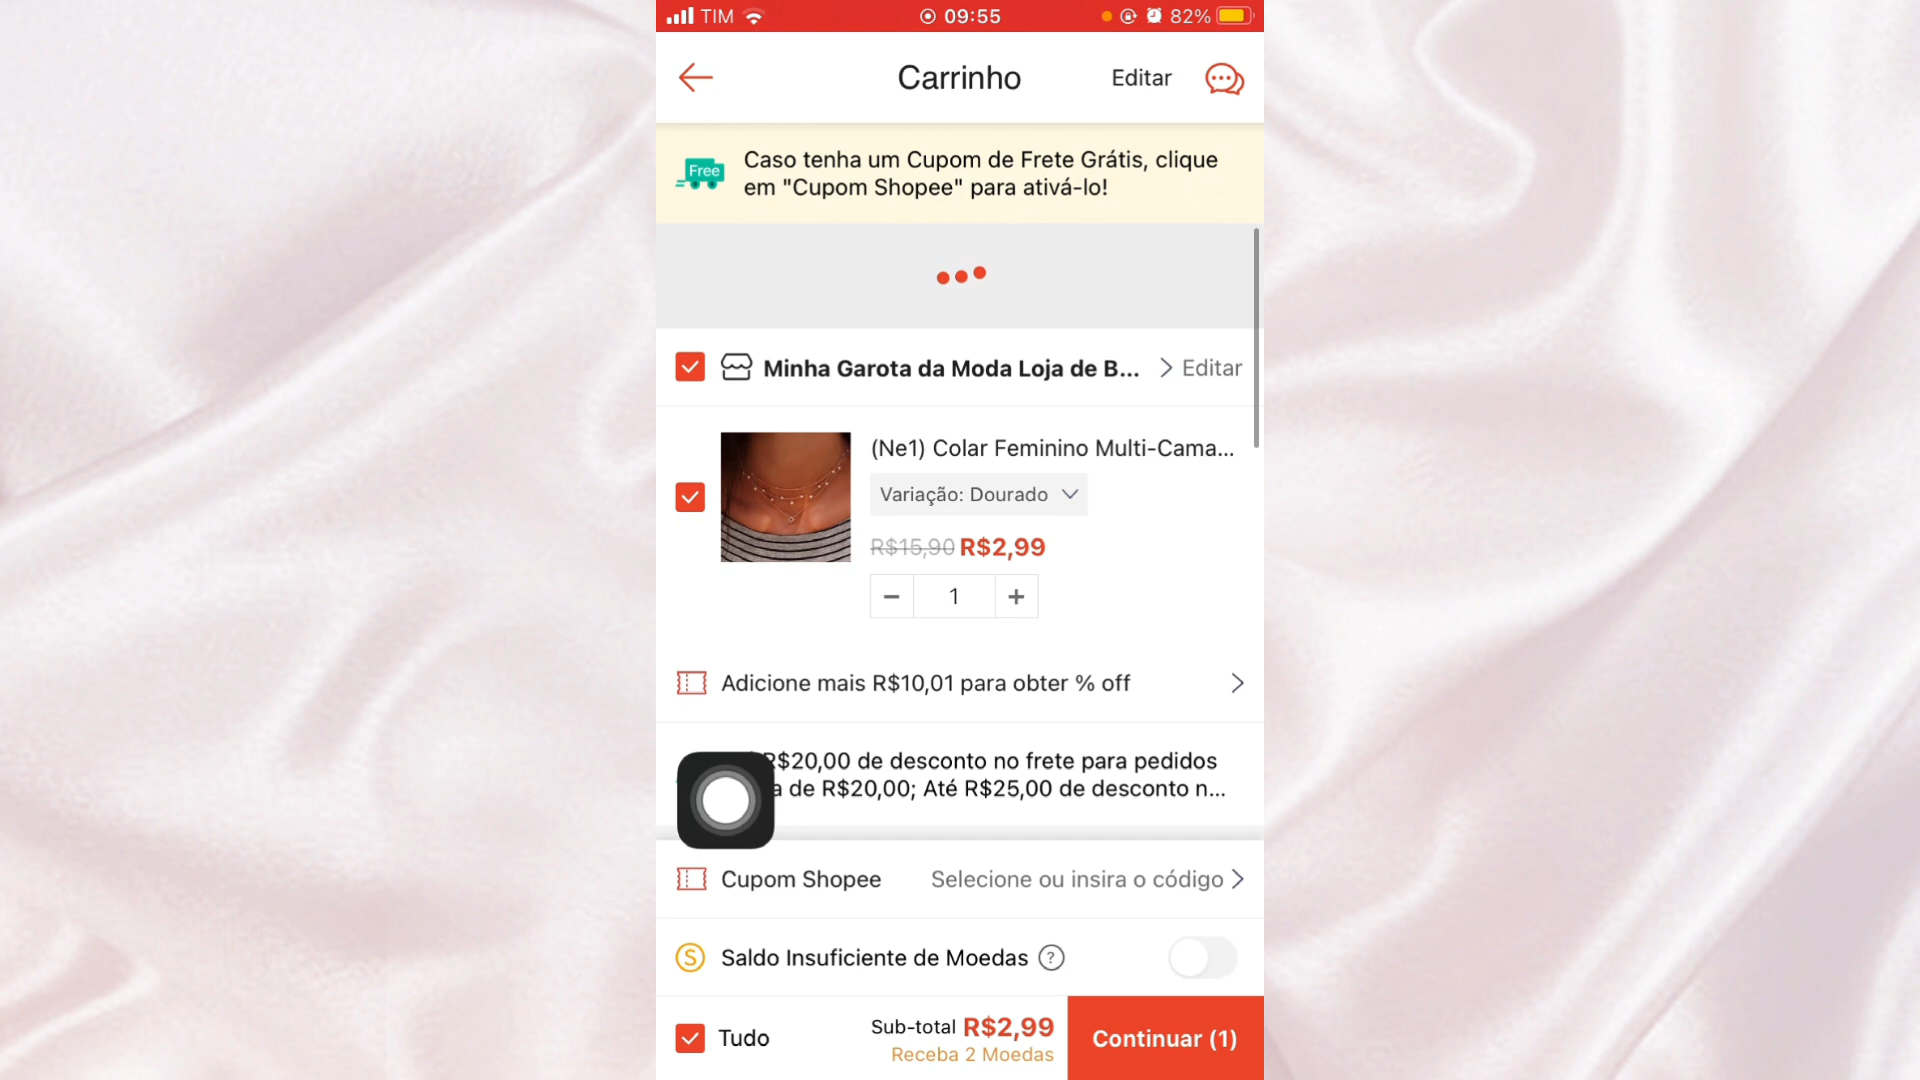 TIM 09:55 82%
Carrinho Editar
Free
Caso tenha um Cupom de Frete Grátis, clique
em "Cupom Shopee" para ativá-lo!
Minha Garota da Moda Loja de B... Editar
(Ne1) Colar Feminino Multi-Cama...
Variação: Dourado
R$15,90 R$2,99
− 1 +
Adicione mais R$10,01 para obter % off
R$20,00 de desconto no frete para pedidos
de R$20,00; Até R$25,00 de desconto n...
Cupom Shopee Selecione ou insira o código
S Saldo Insuficiente de Moedas ?
Tudo Sub-total R$2,99 Continuar (1)
Receba 2 Moedas